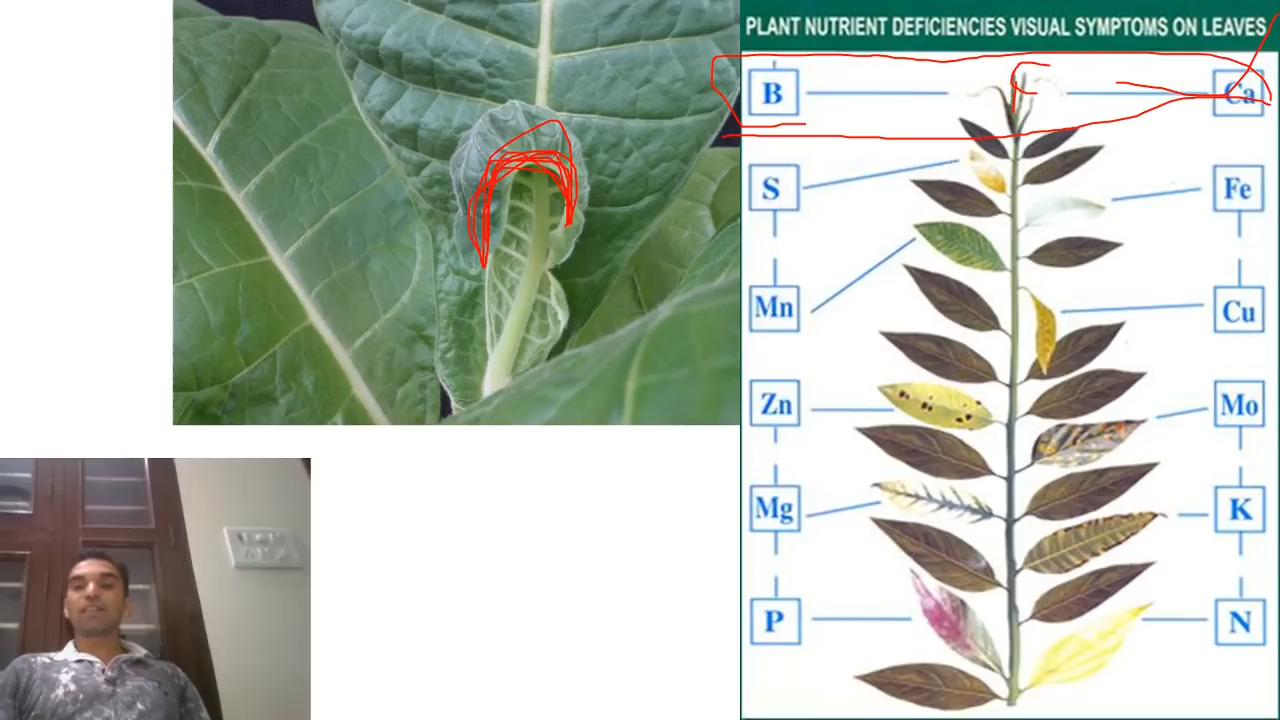 PLANT NUTRIENT DEFICIENCIES VISUAL SYMPTOMS ON LEAVES
B Ca
S Fe
Mn Cu
Zn Mo
Mg K
P N